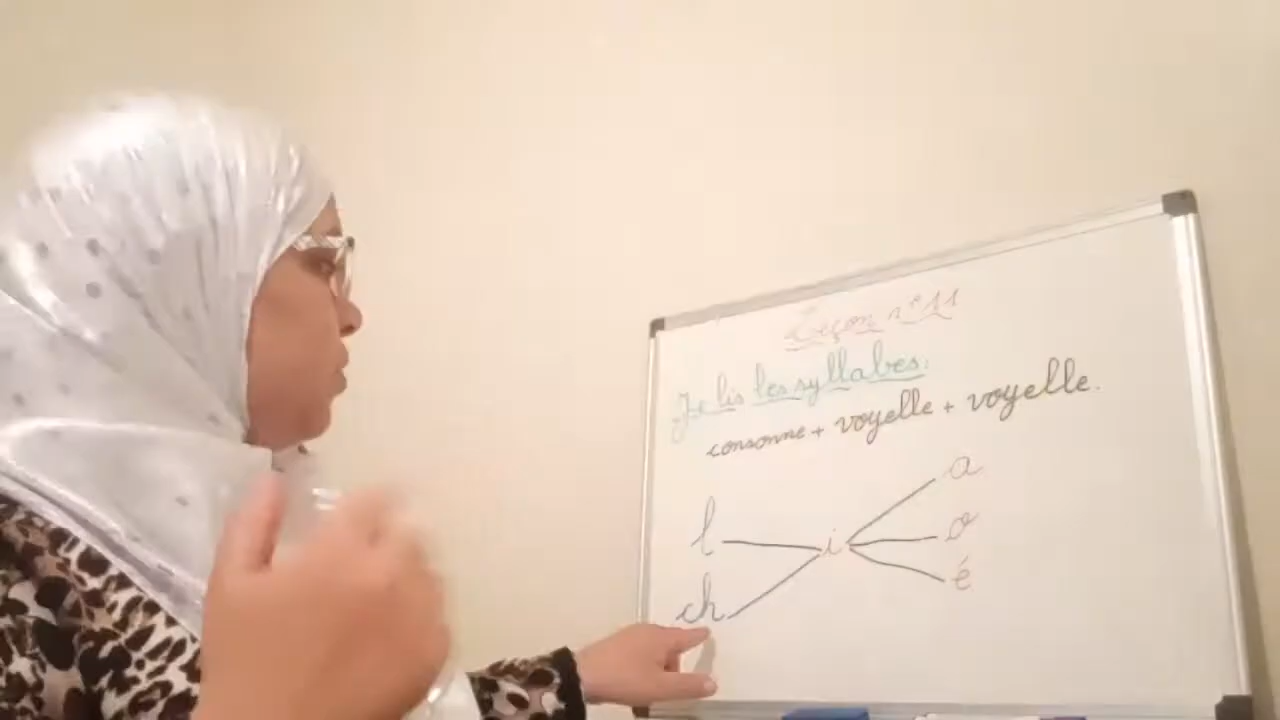 Leçon n° 11
Je lis les syllabes:
consonne + voyelle + voyelle.
a
l i o
ch é